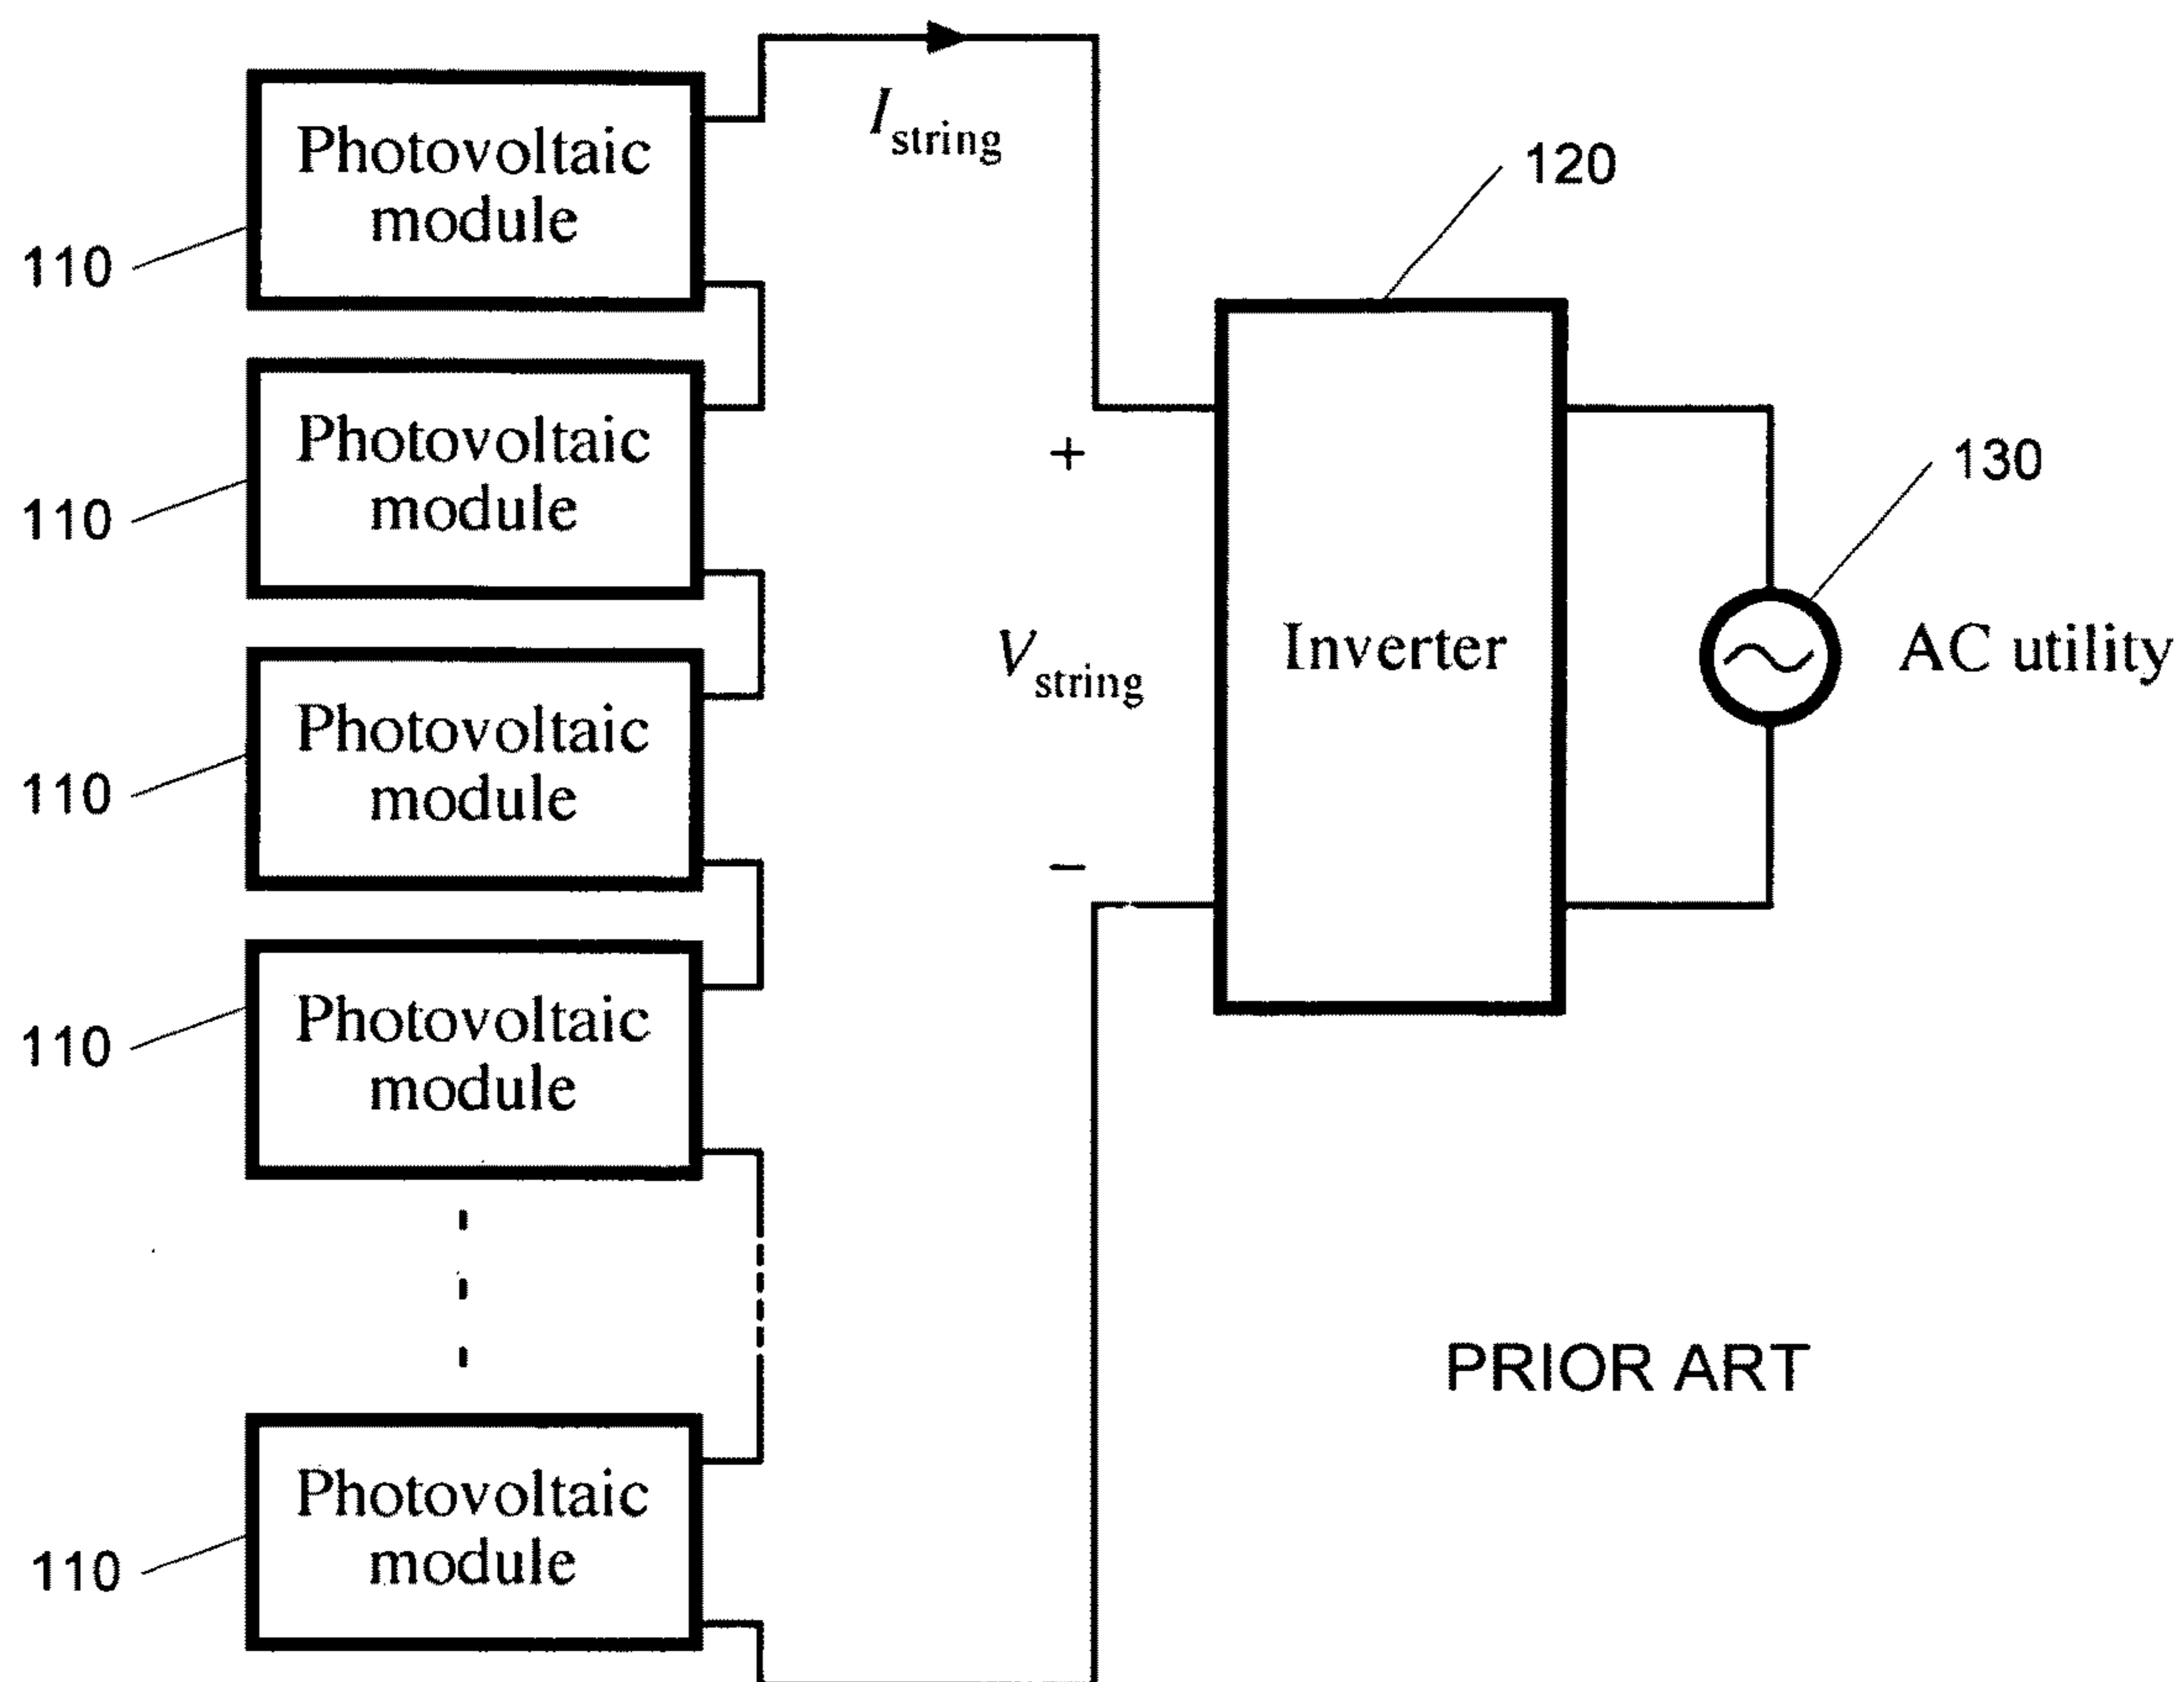 I string
Photovoltaic
module
110
120
Photovoltaic
module
110
+
130
V string
Inverter
AC utility
Photovoltaic
module
110
−
Photovoltaic
module
110
PRIOR ART
Photovoltaic
module
110